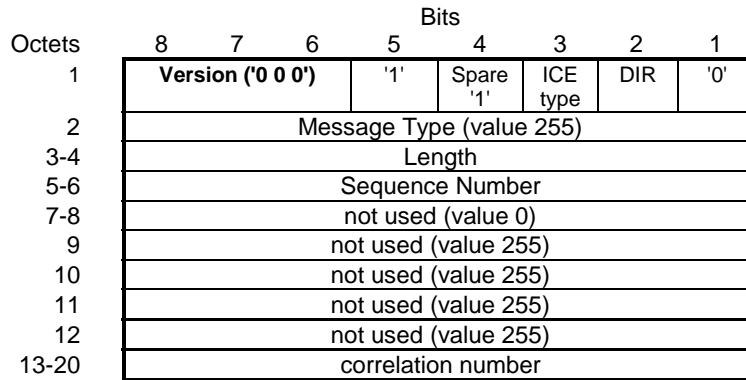 Bits
Octets 8 7 6 5 4 3 2 1
1 Version ('0 0 0') '1' Spare '1' ICE type DIR '0'
2 Message Type (value 255)
3-4 Length
5-6 Sequence Number
7-8 not used (value 0)
9 not used (value 255)
10 not used (value 255)
11 not used (value 255)
12 not used (value 255)
13-20 correlation number